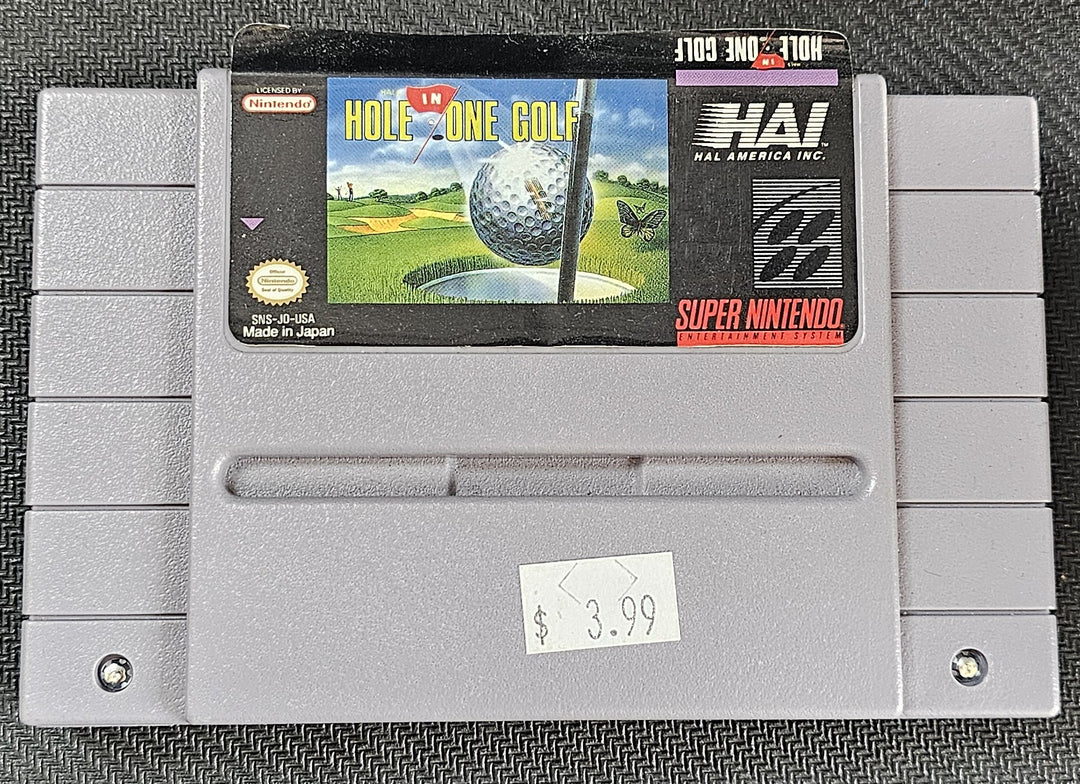 HOLE IN ONE GOLF
LICENSED BY
Nintendo
HAL'S
HOLE IN ONE GOLF
HAL
HAL AMERICA INC.
Official
Nintendo
Seal of Quality
SNS-JO-USA
Made in Japan
SUPER NINTENDO
ENTERTAINMENT SYSTEM
$ 3.99